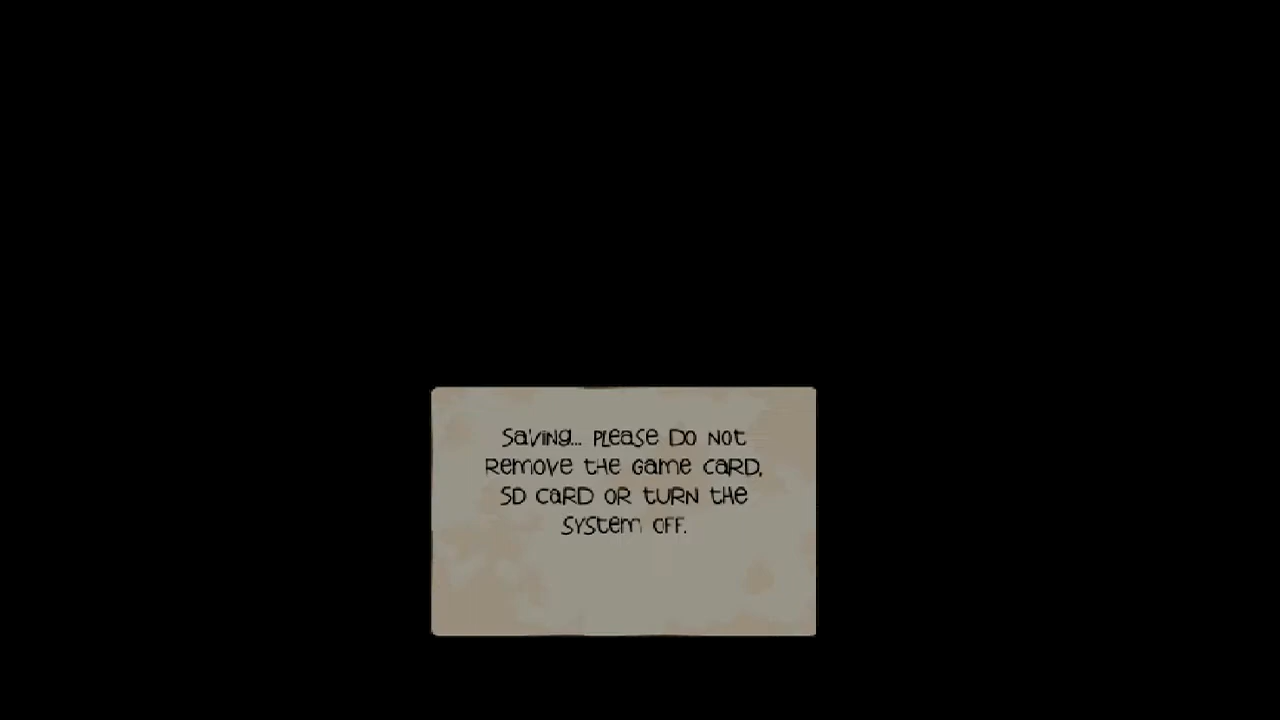 Saving... Please do not
remove the game card,
SD card or turn the
system off.